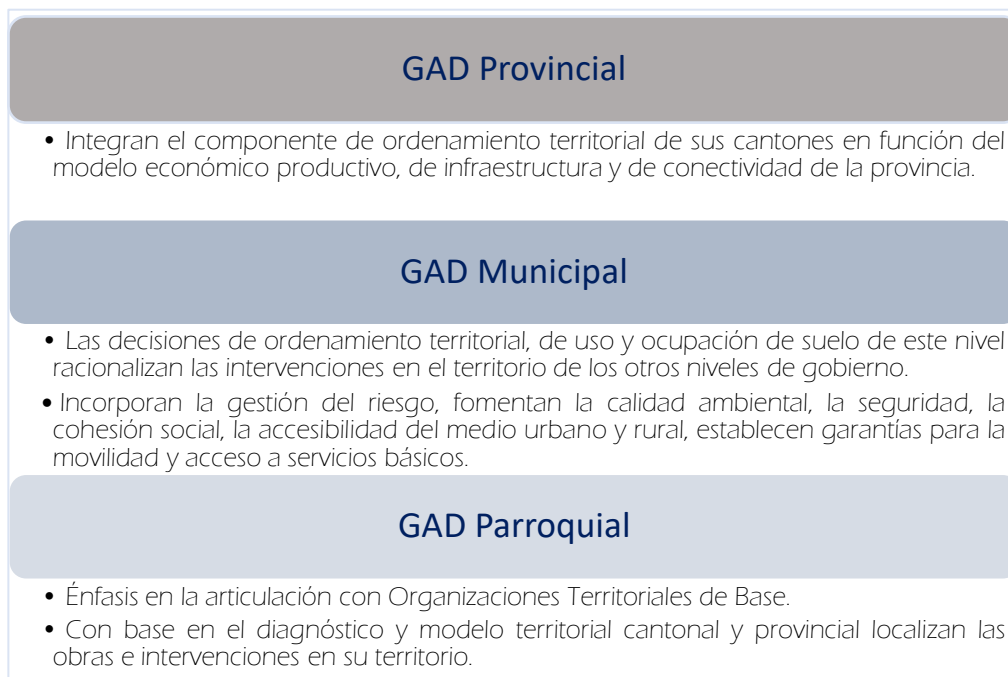 GAD Provincial
• Integran el componente de ordenamiento territorial de sus cantones en función del
modelo económico productivo, de infraestructura y de conectividad de la provincia.
GAD Municipal
• Las decisiones de ordenamiento territorial, de uso y ocupación de suelo de este nivel
racionalizan las intervenciones en el territorio de los otros niveles de gobierno.
• Incorporan la gestión del riesgo, fomentan la calidad ambiental, la seguridad, la
cohesión social, la accesibilidad del medio urbano y rural, establecen garantías para la
movilidad y acceso a servicios básicos.
GAD Parroquial
• Énfasis en la articulación con Organizaciones Territoriales de Base.
• Con base en el diagnóstico y modelo territorial cantonal y provincial localizan las
obras e intervenciones en su territorio.